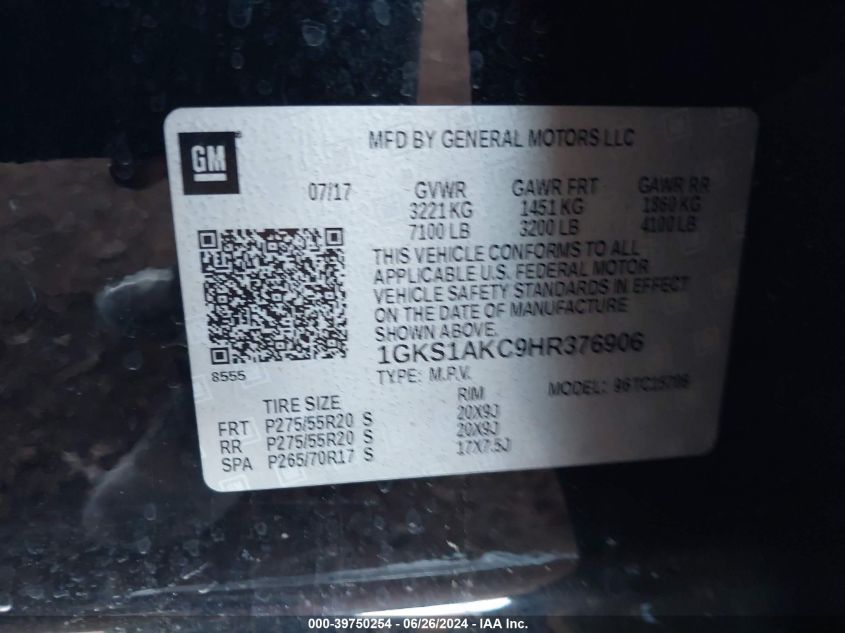 MFD BY GENERAL MOTORS LLC
GM
07/17 GVWR GAWR FRT GAWR RR
3221 KG 1451 KG 1860 KG
7100 LB 3200 LB 4100 LB
THIS VEHICLE CONFORMS TO ALL
APPLICABLE U.S. FEDERAL MOTOR
VEHICLE SAFETY STANDARDS IN EFFECT
ON THE DATE OF MANUFACTURE
SHOWN ABOVE.
1GKS1AKC9HR376906
8555
TYPE: M.P.V. MODEL: 96TC15706
TIRE SIZE RIM
FRT P275/55R20 S 20X9J
RR P275/55R20 S 20X9J
SPA P265/70R17 S 17X7.5J
000-39750254 - 06/26/2024 - IAA, Inc.